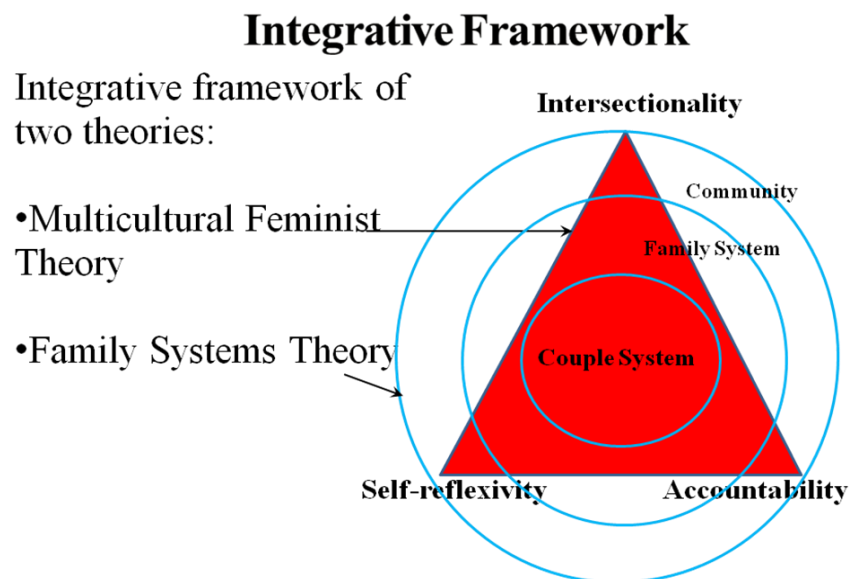 Integrative Framework
Integrative framework of
two theories:
•Multicultural Feminist
Theory
•Family Systems Theory
Intersectionality
Community
Family System
Couple System
Self-reflexivity
Accountability